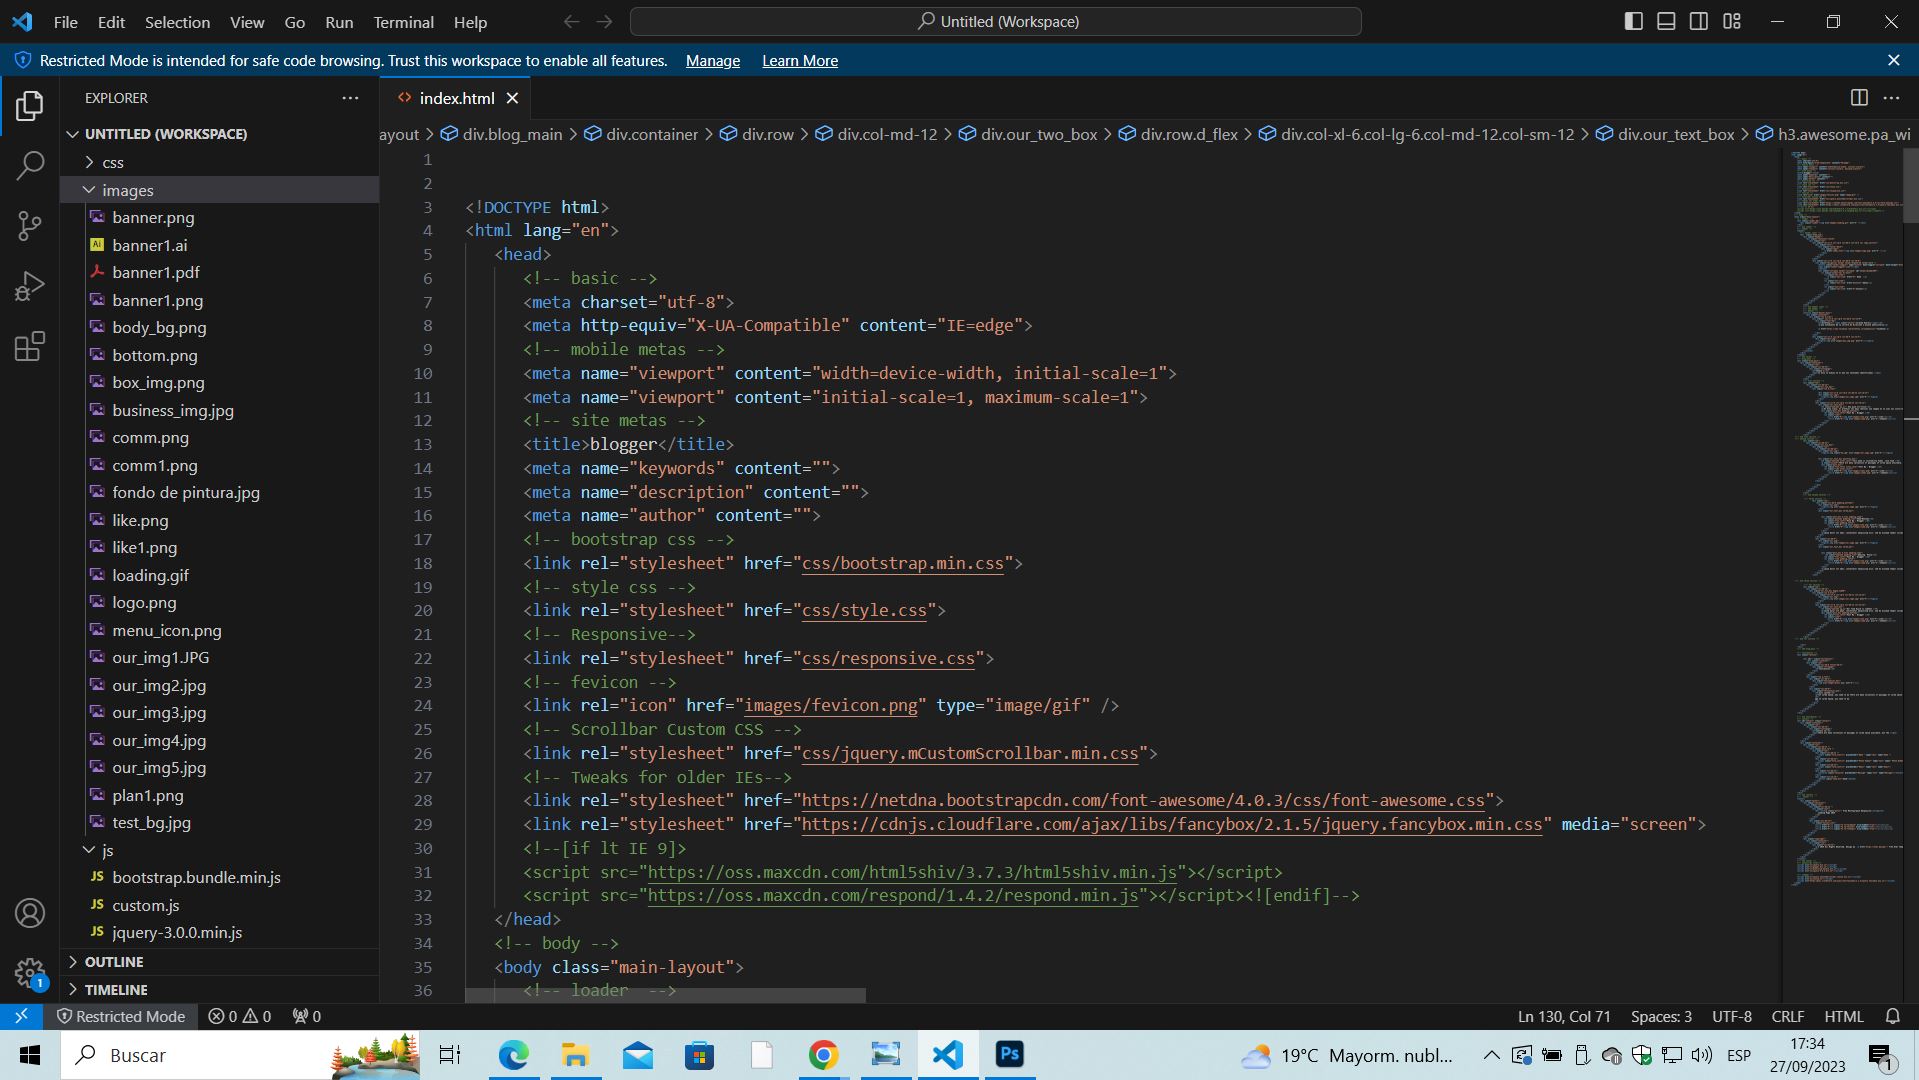 File Edit Selection View Go Run Terminal Help
Untitled (Workspace)
Restricted Mode is intended for safe code browsing. Trust this workspace to enable all features. Manage Learn More
EXPLORER
index.html
UNTITLED (WORKSPACE)
ayout > div.blog_main > div.container > div.row > div.col-md-12 > div.our_two_box > div.row.d_flex > div.col-xl-6.col-lg-6.col-md-12.col-sm-12 > div.our_text_box > h3.awesome.pa_wi
css
images
banner.png
banner1.ai
banner1.pdf
banner1.png
body_bg.png
bottom.png
box_img.png
business_img.jpg
comm.png
comm1.png
fondo de pintura.jpg
like.png
like1.png
loading.gif
logo.png
menu_icon.png
our_img1.JPG
our_img2.jpg
our_img3.jpg
our_img4.jpg
our_img5.jpg
plan1.png
test_bg.jpg
js
JS bootstrap.bundle.min.js
JS custom.js
JS jquery-3.0.0.min.js
OUTLINE
TIMELINE
1
2
3 <!DOCTYPE html>
4 <html lang="en">
5 <head>
6 <!-- basic -->
7 <meta charset="utf-8">
8 <meta http-equiv="X-UA-Compatible" content="IE=edge">
9 <!-- mobile metas -->
10 <meta name="viewport" content="width=device-width, initial-scale=1">
11 <meta name="viewport" content="initial-scale=1, maximum-scale=1">
12 <!-- site metas -->
13 <title>blogger</title>
14 <meta name="keywords" content="">
15 <meta name="description" content="">
16 <meta name="author" content="">
17 <!-- bootstrap css -->
18 <link rel="stylesheet" href="css/bootstrap.min.css">
19 <!-- style css -->
20 <link rel="stylesheet" href="css/style.css">
21 <!-- Responsive-->
22 <link rel="stylesheet" href="css/responsive.css">
23 <!-- fevicon -->
24 <link rel="icon" href="images/fevicon.png" type="image/gif" />
25 <!-- Scrollbar Custom CSS -->
26 <link rel="stylesheet" href="css/jquery.mCustomScrollbar.min.css">
27 <!-- Tweaks for older IEs-->
28 <link rel="stylesheet" href="https://netdna.bootstrapcdn.com/font-awesome/4.0.3/css/font-awesome.css">
29 <link rel="stylesheet" href="https://cdnjs.cloudflare.com/ajax/libs/fancybox/2.1.5/jquery.fancybox.min.css" media="screen">
30 <!--[if lt IE 9]>
31 <script src="https://oss.maxcdn.com/html5shiv/3.7.3/html5shiv.min.js"></script>
32 <script src="https://oss.maxcdn.com/respond/1.4.2/respond.min.js"></script><![endif]-->
33 </head>
34 <!-- body -->
35 <body class="main-layout">
36 <!-- loader -->
1
Restricted Mode 0 0 0
Ln 130, Col 71 Spaces: 3 UTF-8 CRLF HTML
Buscar
Ps
19°C Mayorm. nubl...
ESP
17:34
27/09/2023
1